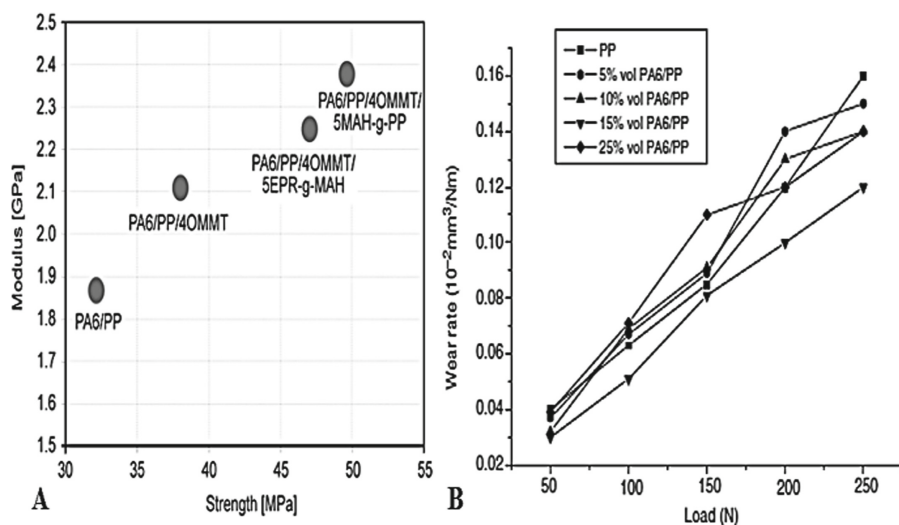 2.5
2.4
2.3
2.2
2.1
2.0
1.9
1.8
1.7
1.6
1.5
Modulus [GPa]
PA6/PP/4OMMT/
5MAH-g-PP
PA6/PP/4OMMT/
5EPR-g-MAH
PA6/PP/4OMMT
PA6/PP
30 35 40 45 50 55
Strength [MPa]
A
PP
5% vol PA6/PP
10% vol PA6/PP
15% vol PA6/PP
25% vol PA6/PP
0.16
0.14
0.12
0.10
0.08
0.06
0.04
0.02
Wear rate (10⁻²mm³/Nm)
50 100 150 200 250
Load (N)
B